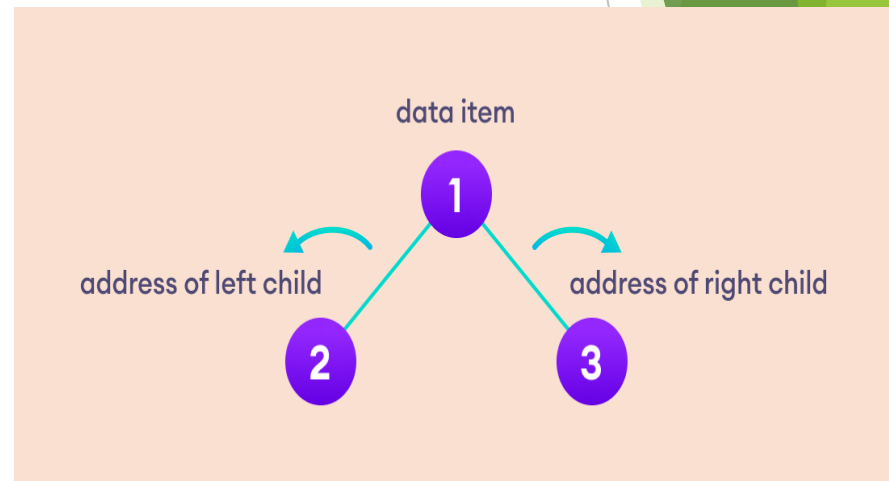 data item
1
address of left child
address of right child
2
3